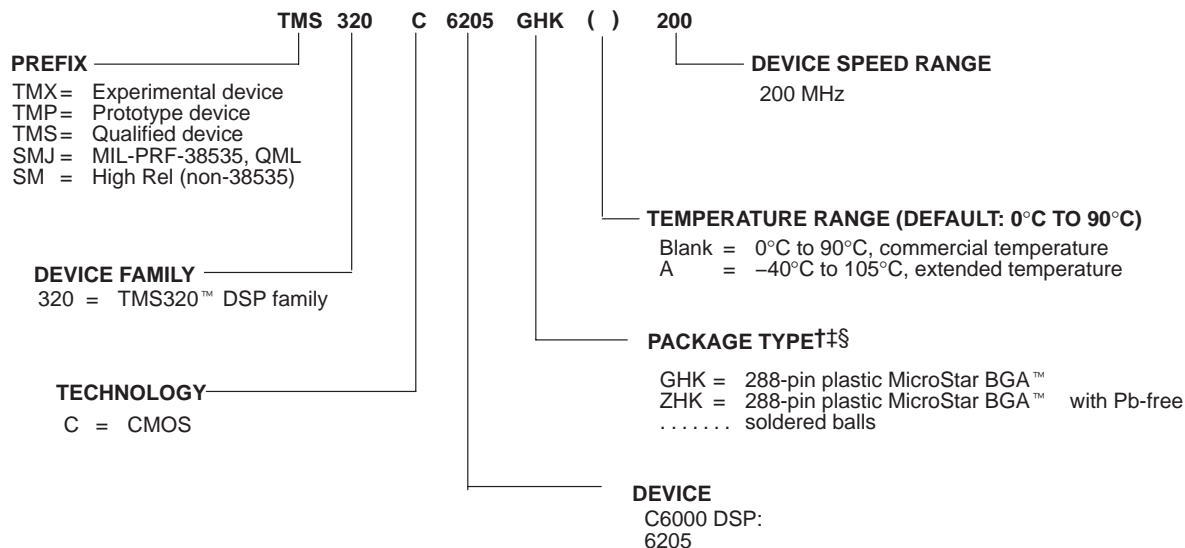 TMS 320 C 6205 GHK ( ) 200
PREFIX
TMX = Experimental device
TMP = Prototype device
TMS = Qualified device
SMJ = MIL-PRF-38535, QML
SM = High Rel (non-38535)
DEVICE SPEED RANGE
200 MHz
TEMPERATURE RANGE (DEFAULT: 0°C TO 90°C)
Blank = 0°C to 90°C, commercial temperature
A = −40°C to 105°C, extended temperature
DEVICE FAMILY
320 = TMS320™ DSP family
PACKAGE TYPE†‡§
GHK = 288-pin plastic MicroStar BGA™
ZHK = 288-pin plastic MicroStar BGA™ with Pb-free
. . . . . . . soldered balls
TECHNOLOGY
C = CMOS
DEVICE
C6000 DSP:
6205